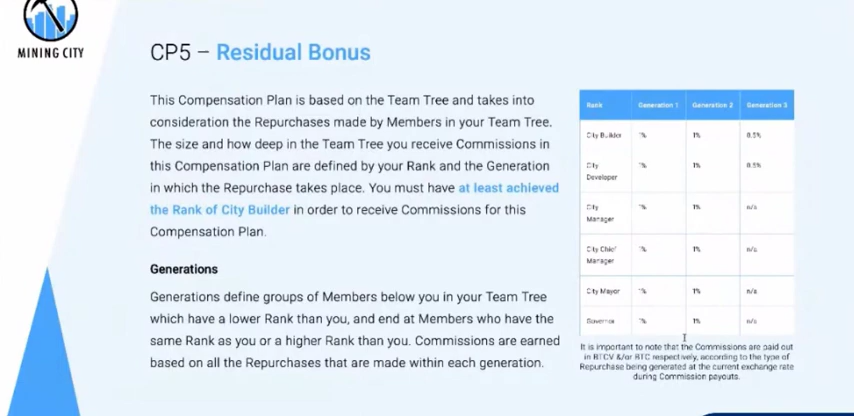 MINING CITY
CP5 – Residual Bonus
This Compensation Plan is based on the Team Tree and takes into
consideration the Repurchases made by Members in your Team Tree.
The size and how deep in the Team Tree you receive Commissions in
this Compensation Plan are defined by your Rank and the Generation
in which the Repurchase takes place. You must have at least achieved
the Rank of City Builder in order to receive Commissions for this
Compensation Plan.
Generations
Generations define groups of Members below you in your Team Tree
which have a lower Rank than you, and end at Members who have the
same Rank as you or a higher Rank than you. Commissions are earned
based on all the Repurchases that are made within each generation.
Rank Generation 1 Generation 2 Generation 3
City Builder 1% 1% 0.5%
City 1% 1% 0.5%
Developer
City 1% 1% n/a
Manager
City Chief 1% 1% n/a
Manager
City Mayor 1% 1% n/a
Governor 1% 1% n/a
It is important to note that the Commissions are paid out
in BTCV &/or BTC respectively, according to the type of
Repurchase being generated at the current exchange rate
during Commission payouts.